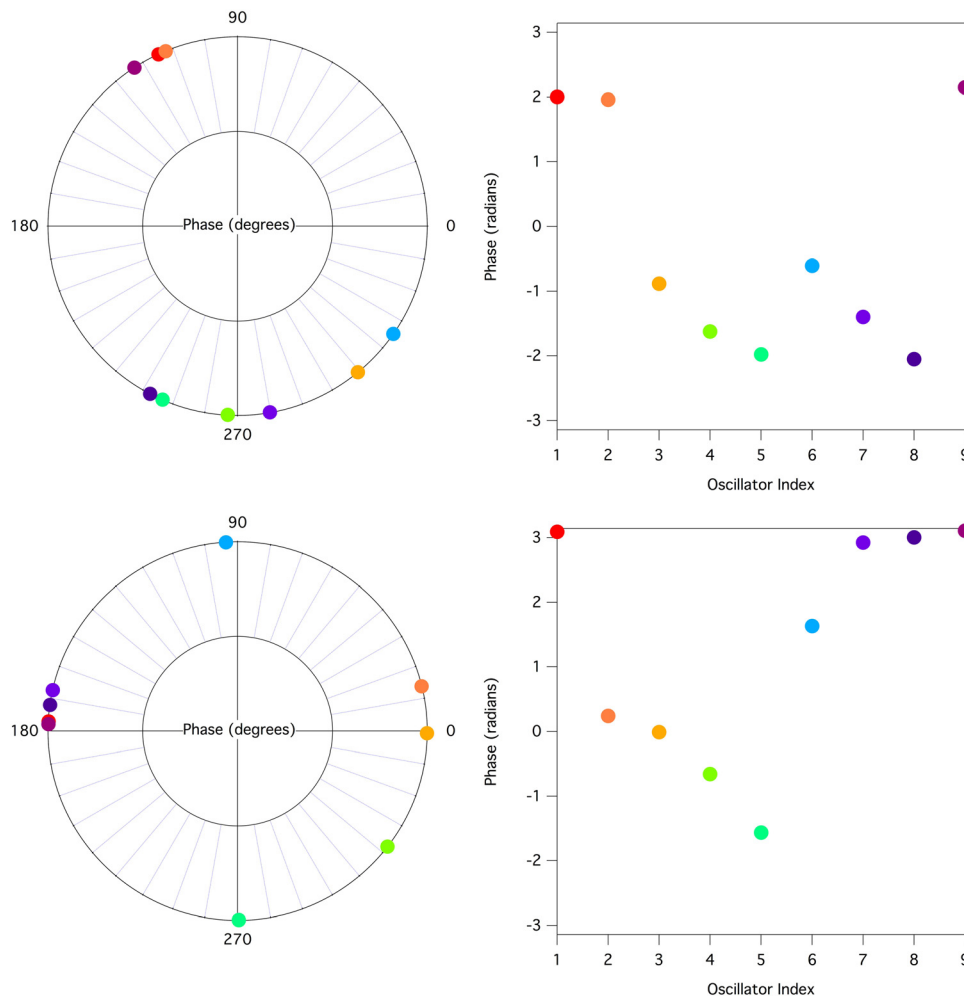 90
180
Phase (degrees)
0
270
3
2
1
0
-1
-2
-3
Phase (radians)
1 2 3 4 5 6 7 8 9
Oscillator Index
90
180
Phase (degrees)
0
270
3
2
1
0
-1
-2
-3
Phase (radians)
1 2 3 4 5 6 7 8 9
Oscillator Index